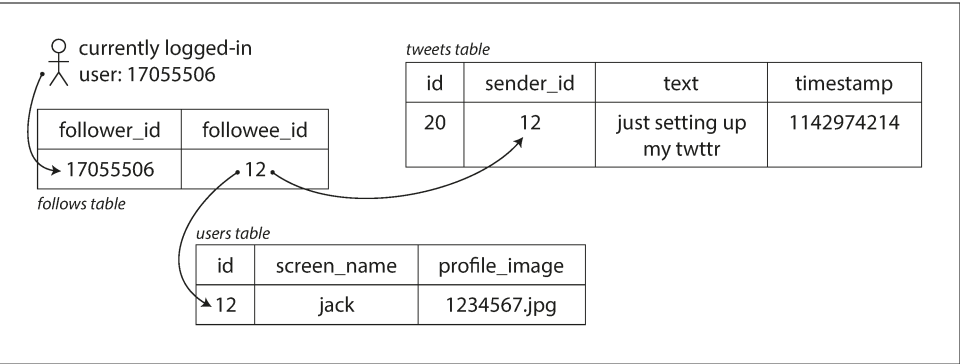 currently logged-in
user: 17055506
tweets table
id sender_id text timestamp
20 12 just setting up 1142974214
my twttr
follower_id followee_id
17055506 12
follows table
users table
id screen_name profile_image
12 jack 1234567.jpg